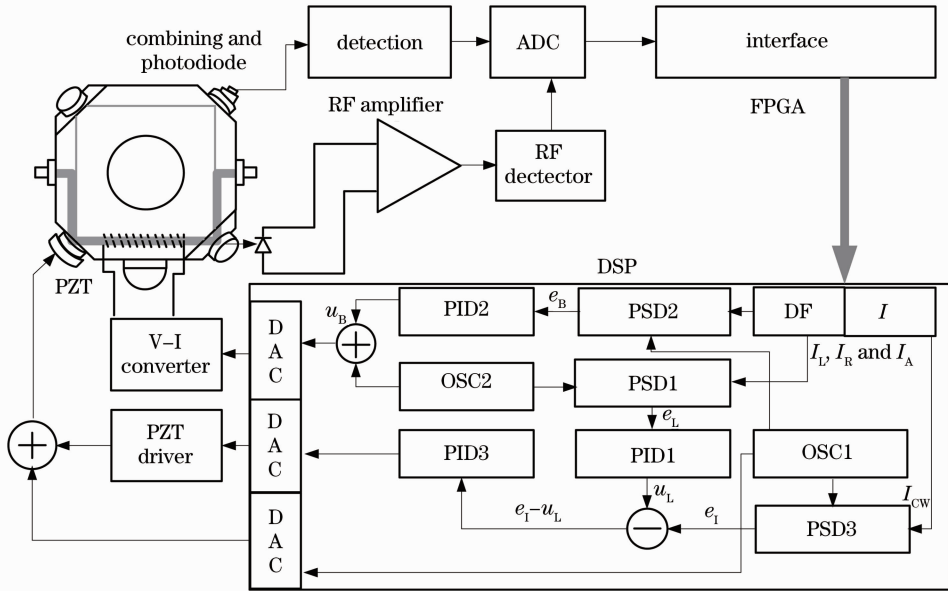 combining and
photodiode
detection
ADC
interface
RF amplifier
FPGA
RF
dectector
PZT
DSP
V–I
converter
D
A
C
u_B
PID2
e_B
PSD2
DF
I
I_L, I_R and I_A
OSC2
PSD1
e_L
PZT
driver
D
A
C
PID3
PID1
OSC1
u_L
I_CW
e_I–u_L
e_I
PSD3
D
A
C